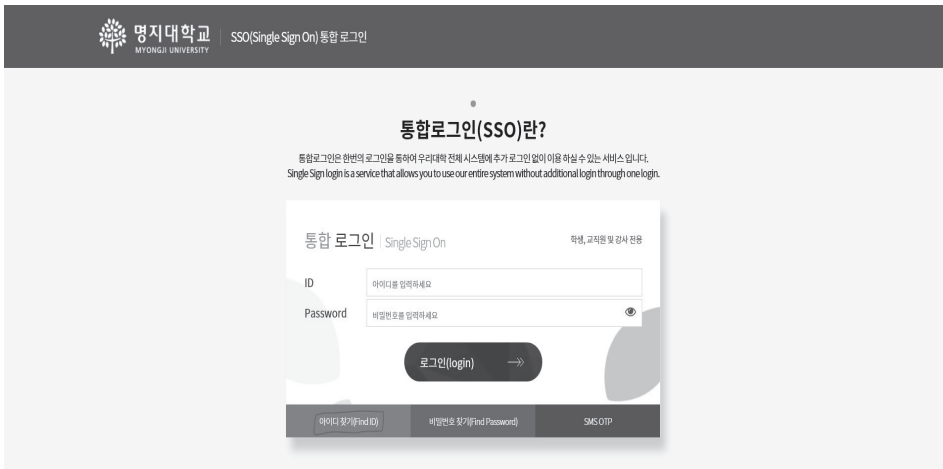 명지대학교
MYONGJI UNIVERSITY
SSO(Single Sign On) 통합 로그인
통합로그인(SSO)란?
통합로그인은 한번의 로그인을 통하여 우리대학 전체 시스템에 추가 로그인 없이 이용 하실 수 있는 서비스 입니다.
Single Sign login is a service that allows you to use our entire system without additional login through one login.
통합 로그인 | Single Sign On
학생, 교직원 및 강사 전용
ID
아이디를 입력하세요
Password
비밀번호를 입력하세요
로그인(login)
아이디 찾기(Find ID)
비밀번호 찾기(Find Password)
SMS OTP